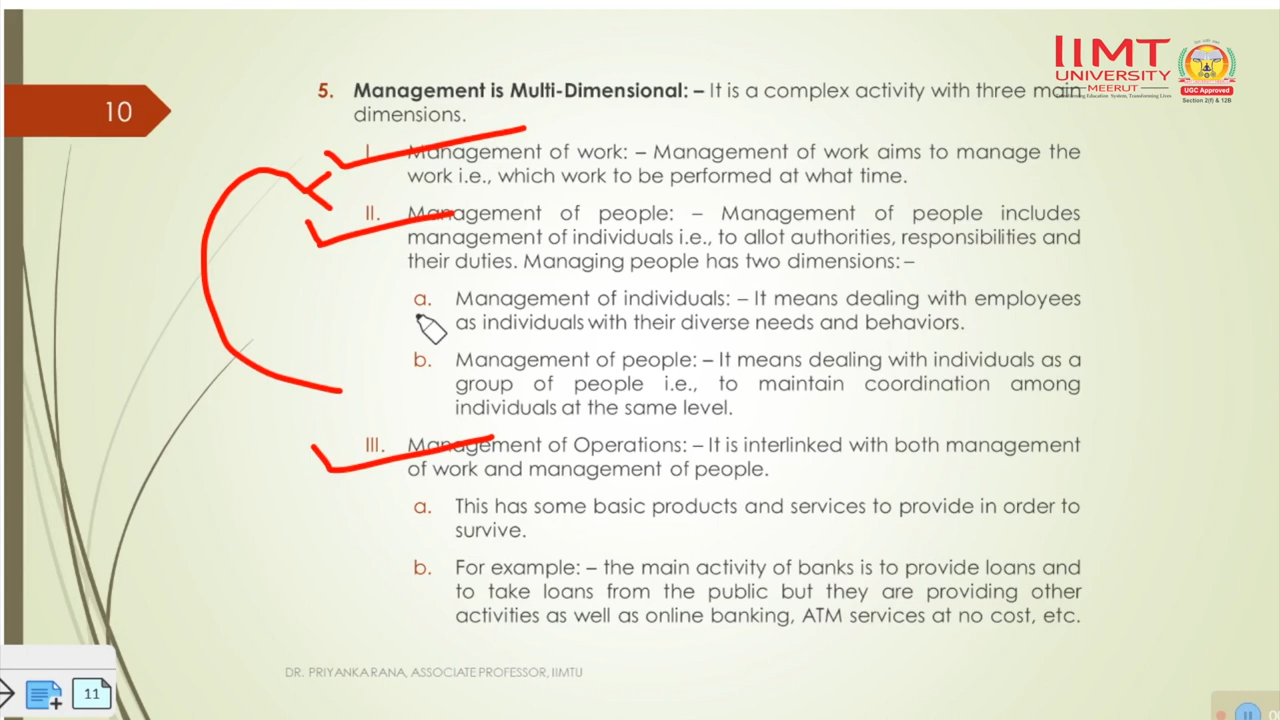 10
IIMT
UNIVERSITY
MEERUT
UGC Approved
Section 2(f) & 12B
5. Management is Multi-Dimensional: – It is a complex activity with three main
dimensions.
I. Management of work: – Management of work aims to manage the
work i.e., which work to be performed at what time.
II. Management of people: – Management of people includes
management of individuals i.e., to allot authorities, responsibilities and
their duties. Managing people has two dimensions: –
a. Management of individuals: – It means dealing with employees
as individuals with their diverse needs and behaviors.
b. Management of people: – It means dealing with individuals as a
group of people i.e., to maintain coordination among
individuals at the same level.
III. Management of Operations: – It is interlinked with both management
of work and management of people.
a. This has some basic products and services to provide in order to
survive.
b. For example: – the main activity of banks is to provide loans and
to take loans from the public but they are providing other
activities as well as online banking, ATM services at no cost, etc.
DR. PRIYANKA RANA, ASSOCIATE PROFESSOR, IIMTU
11